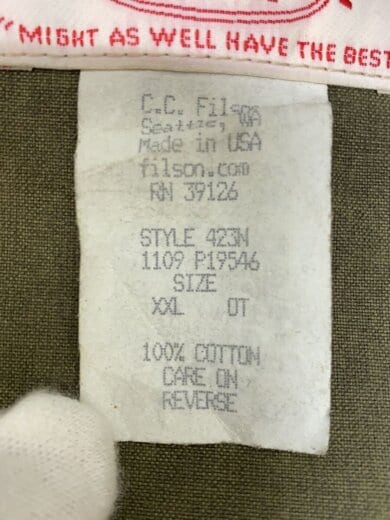 "MIGHT AS WELL HAVE THE BEST
C.C. Filson
Seattle, WA
Made in USA
filson.com
RN 39126
STYLE 423N
1109 P19546
SIZE
XXL OT
100% COTTON
CARE ON
REVERSE